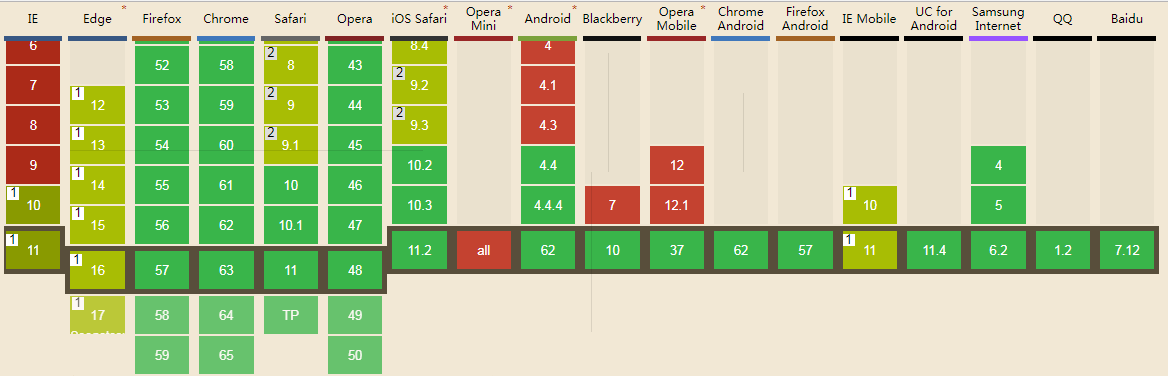 IE Edge * Firefox Chrome Safari Opera iOS Safari * Opera Mini * Android * Blackberry Opera Mobile * Chrome Android Firefox Android IE Mobile UC for Android Samsung Internet QQ Baidu
6 8.4 4
52 58 2 8 43
7 2 9.2 4.1
1 12 53 59 2 9 44
8 2 9.3 4.3
1 13 54 60 2 9.1 45
9 10.2 4.4 12 4
1 14 55 61 10 46
1 10 10.3 4.4.4 7 12.1 1 10 5
1 15 56 62 10.1 47
1 11 11.2 all 62 10 37 62 57 1 11 11.4 6.2 1.2 7.12
1 16 57 63 11 48
1 17 58 64 TP 49
59 65 50